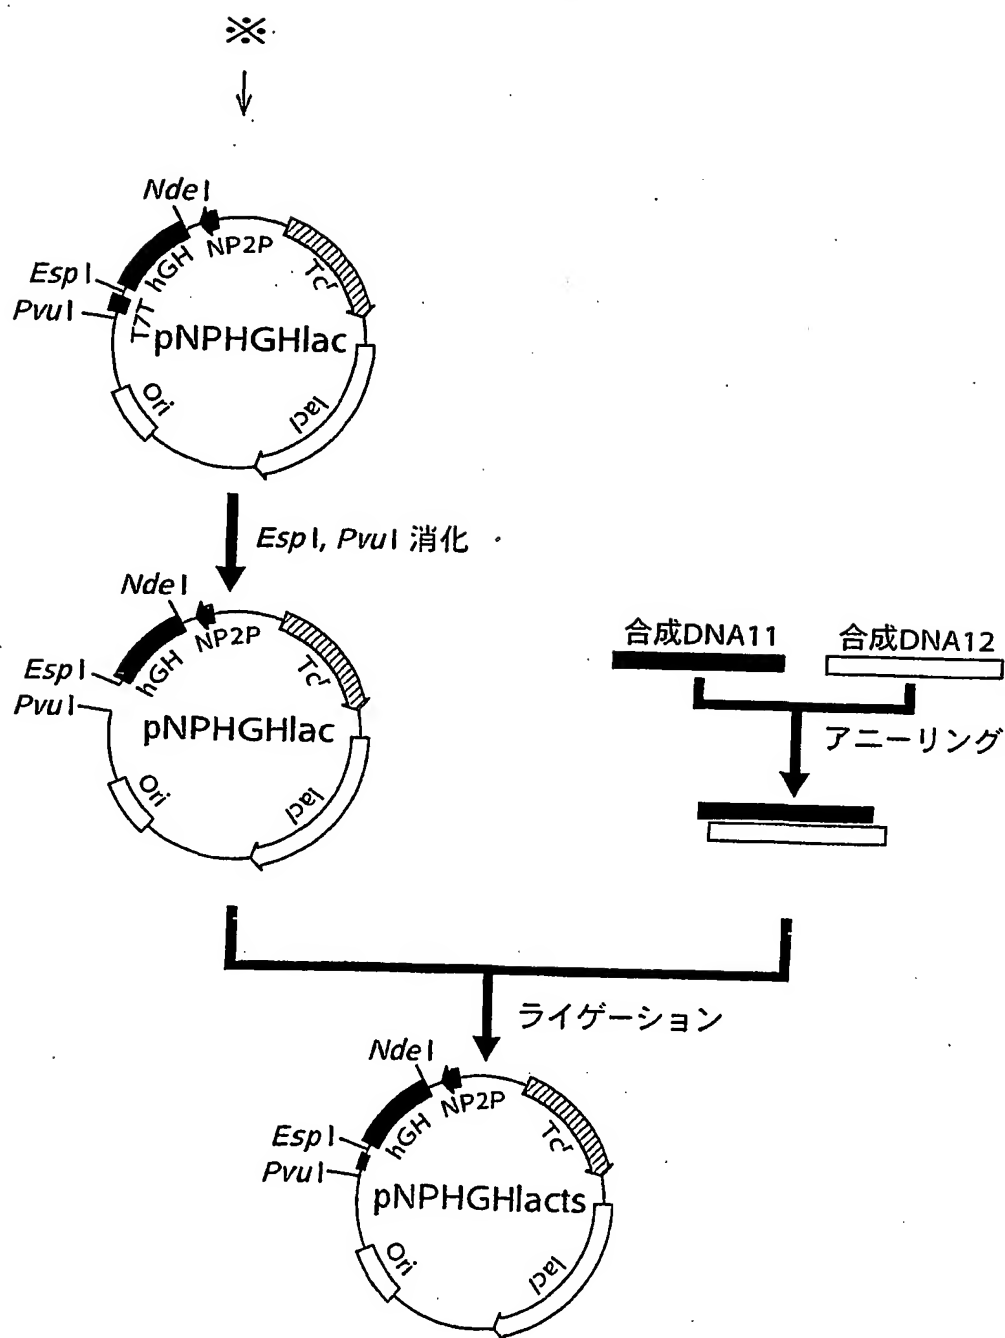 ※
NdeI
NP2P
Tcr
hGH
EspI
PvuI
T7T
pNPHGHlac
Ori
lacI
EspI, PvuI 消化
NdeI
NP2P
Tcr
hGH
EspI
PvuI
pNPHGHlac
Ori
lacI
合成DNA11
合成DNA12
アニーリング
ライゲーション
NdeI
NP2P
Tcr
hGH
EspI
PvuI
pNPHGHlacts
Ori
lacI